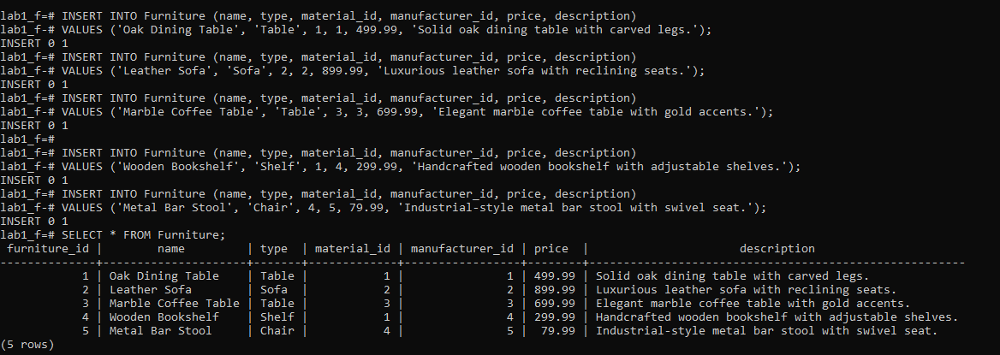 lab1_f=# INSERT INTO Furniture (name, type, material_id, manufacturer_id, price, description)
lab1_f-# VALUES ('Oak Dining Table', 'Table', 1, 1, 499.99, 'Solid oak dining table with carved legs.');
INSERT 0 1
lab1_f=# INSERT INTO Furniture (name, type, material_id, manufacturer_id, price, description)
lab1_f-# VALUES ('Leather Sofa', 'Sofa', 2, 2, 899.99, 'Luxurious leather sofa with reclining seats.');
INSERT 0 1
lab1_f=# INSERT INTO Furniture (name, type, material_id, manufacturer_id, price, description)
lab1_f-# VALUES ('Marble Coffee Table', 'Table', 3, 3, 699.99, 'Elegant marble coffee table with gold accents.');
INSERT 0 1
lab1_f=#
lab1_f=# INSERT INTO Furniture (name, type, material_id, manufacturer_id, price, description)
lab1_f-# VALUES ('Wooden Bookshelf', 'Shelf', 1, 4, 299.99, 'Handcrafted wooden bookshelf with adjustable shelves.');
INSERT 0 1
lab1_f=# INSERT INTO Furniture (name, type, material_id, manufacturer_id, price, description)
lab1_f-# VALUES ('Metal Bar Stool', 'Chair', 4, 5, 79.99, 'Industrial-style metal bar stool with swivel seat.');
INSERT 0 1
lab1_f=# SELECT * FROM Furniture;
 furniture_id |        name         | type  | material_id | manufacturer_id | price  |                      description
--------------+---------------------+-------+-------------+-----------------+--------+-------------------------------------------------------
            1 | Oak Dining Table    | Table |           1 |               1 | 499.99 | Solid oak dining table with carved legs.
            2 | Leather Sofa        | Sofa  |           2 |               2 | 899.99 | Luxurious leather sofa with reclining seats.
            3 | Marble Coffee Table | Table |           3 |               3 | 699.99 | Elegant marble coffee table with gold accents.
            4 | Wooden Bookshelf    | Shelf |           1 |               4 | 299.99 | Handcrafted wooden bookshelf with adjustable shelves.
            5 | Metal Bar Stool     | Chair |           4 |               5 |  79.99 | Industrial-style metal bar stool with swivel seat.
(5 rows)